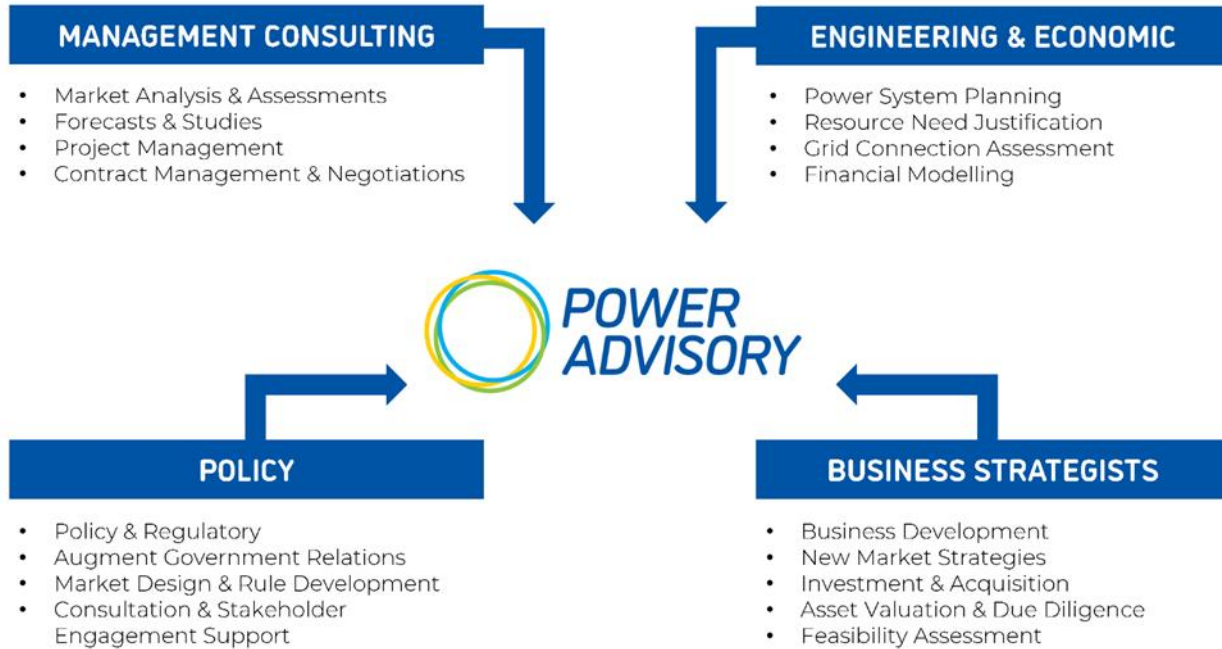 MANAGEMENT CONSULTING
• Market Analysis & Assessments
• Forecasts & Studies
• Project Management
• Contract Management & Negotiations
ENGINEERING & ECONOMIC
• Power System Planning
• Resource Need Justification
• Grid Connection Assessment
• Financial Modelling
POWER
ADVISORY
POLICY
• Policy & Regulatory
• Augment Government Relations
• Market Design & Rule Development
• Consultation & Stakeholder
Engagement Support
BUSINESS STRATEGISTS
• Business Development
• New Market Strategies
• Investment & Acquisition
• Asset Valuation & Due Diligence
• Feasibility Assessment